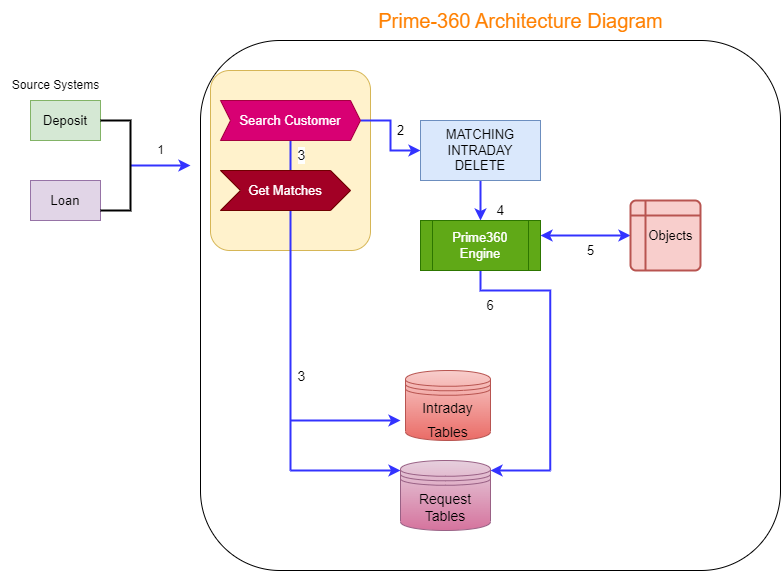 Prime-360 Architecture Diagram
Source Systems
Deposit
Loan
1
Search Customer
2
3
Get Matches
MATCHING
INTRADAY
DELETE
4
Prime360
Engine
5
Objects
6
3
Intraday
Tables
Request
Tables